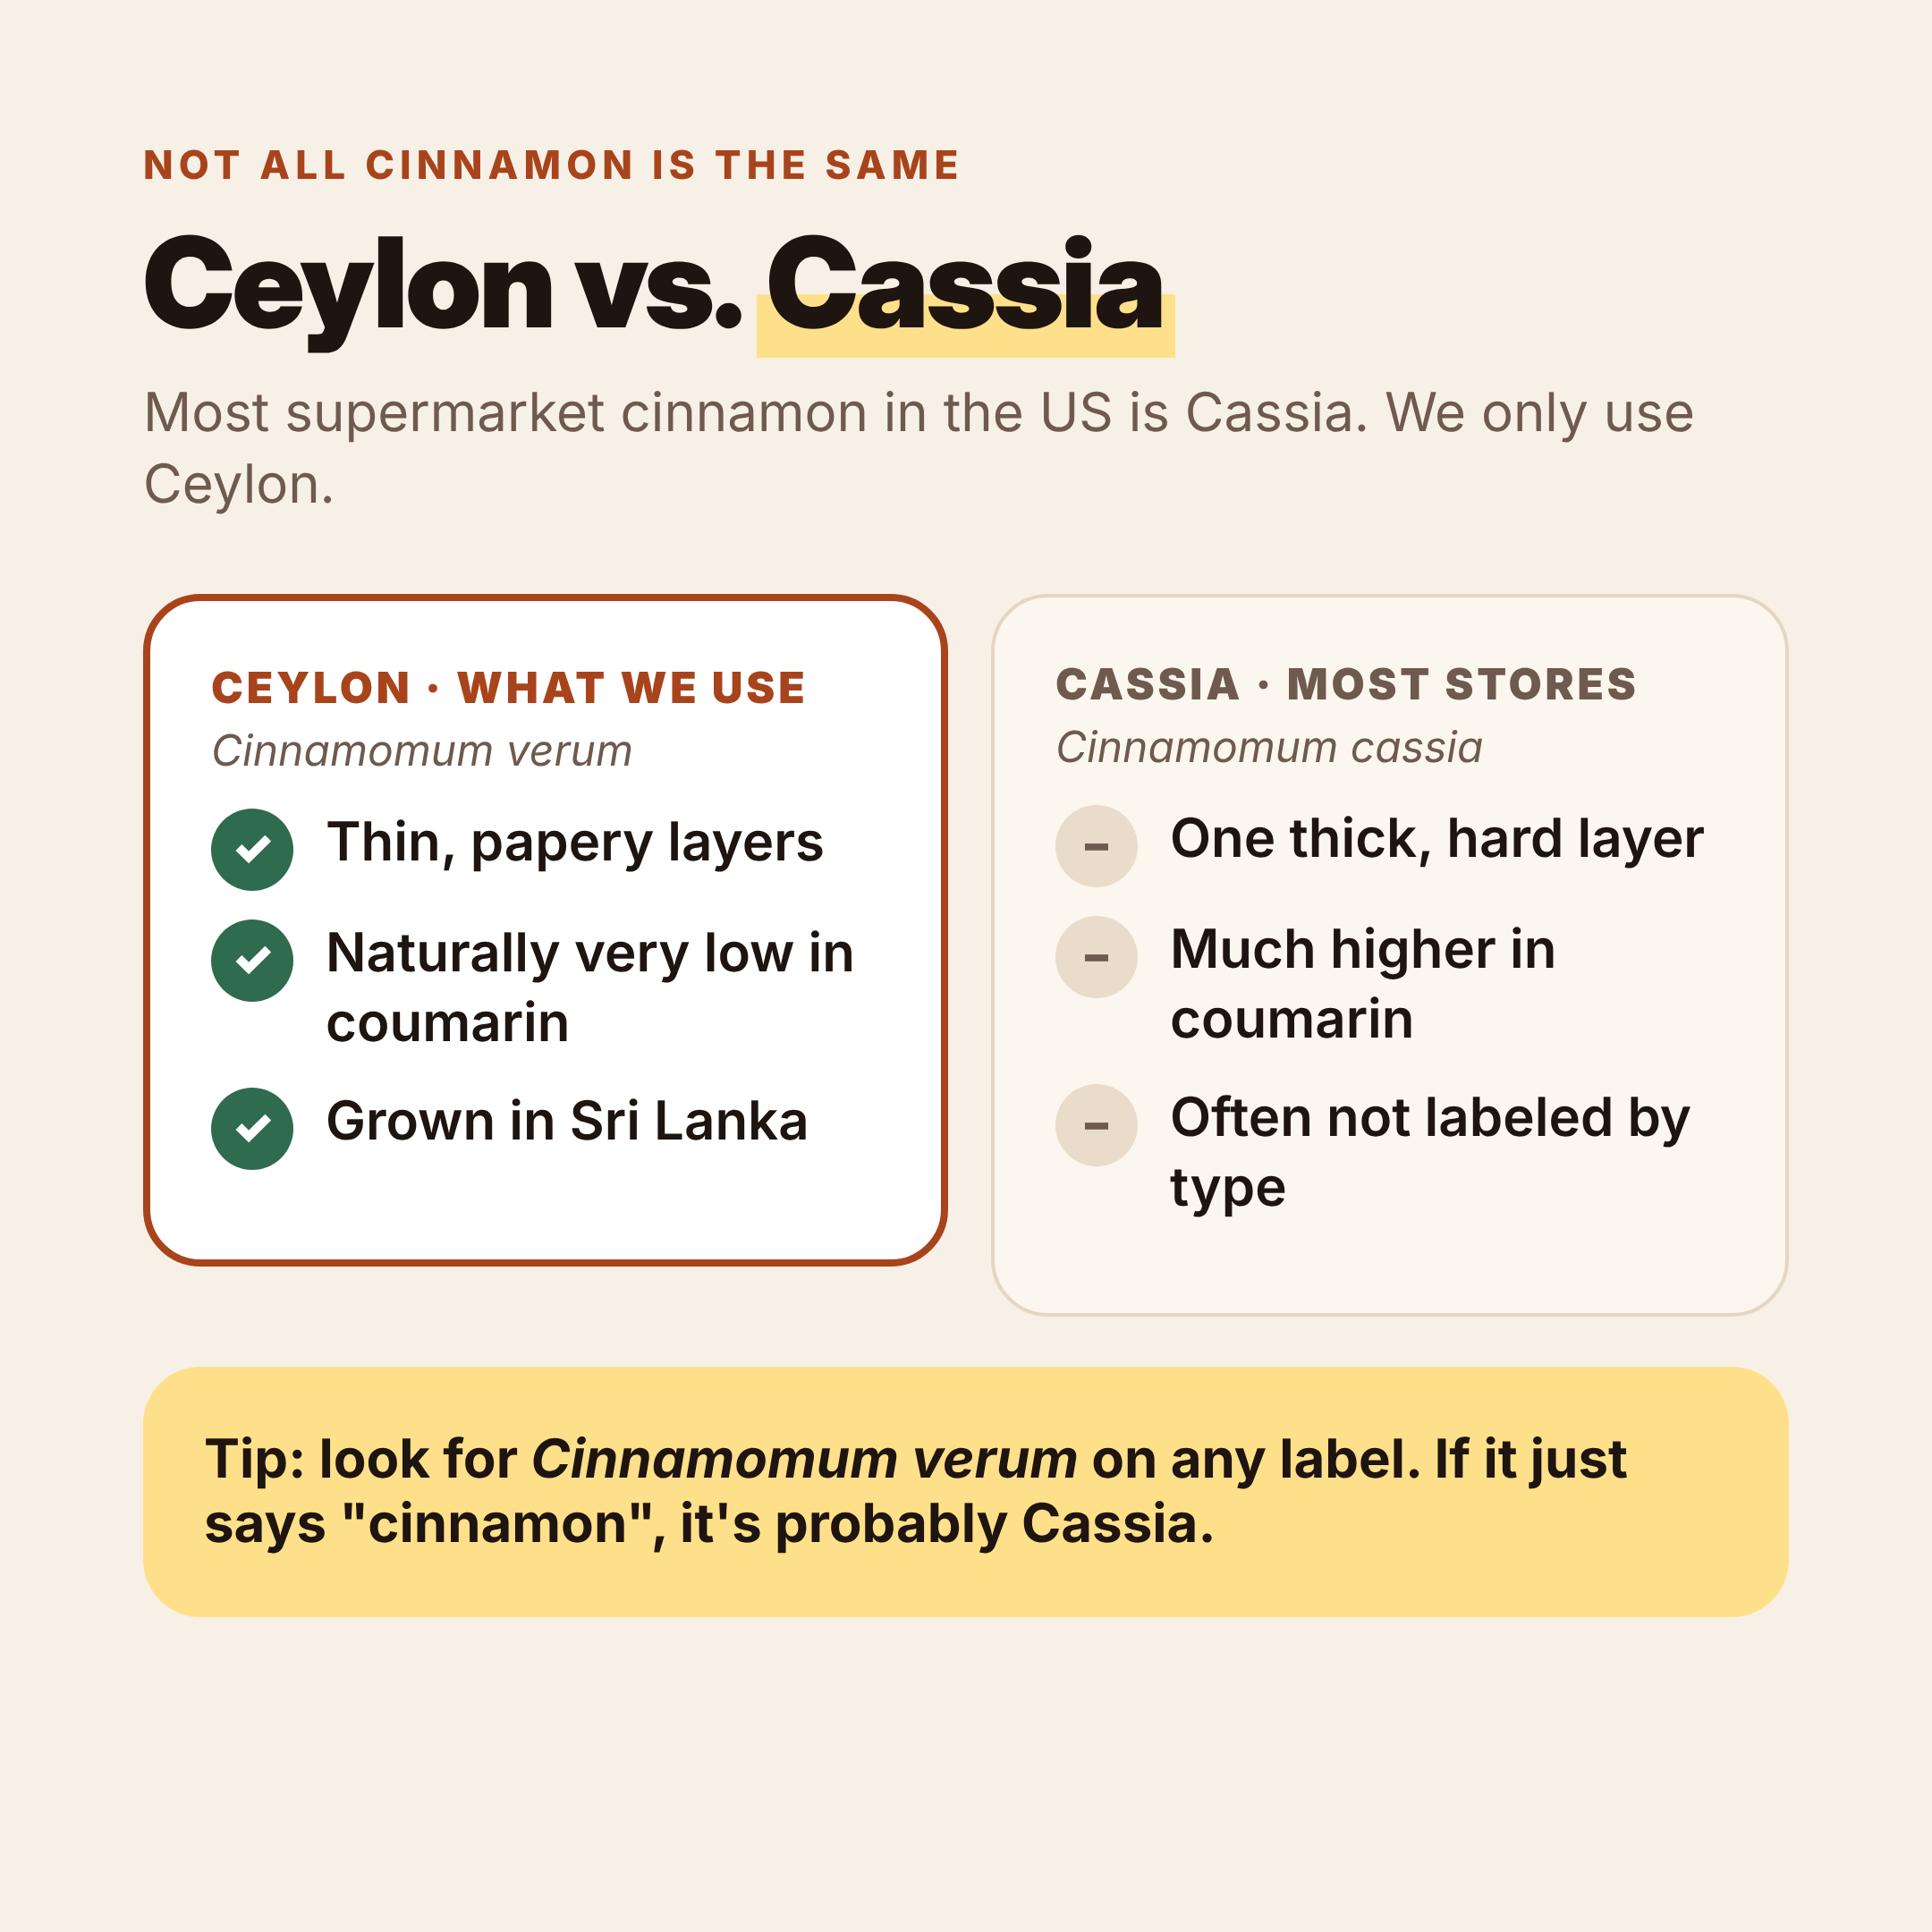 NOT ALL CINNAMON IS THE SAME
Ceylon vs. Cassia
Most supermarket cinnamon in the US is Cassia. We only use
Ceylon.
CEYLON · WHAT WE USE
Cinnamomum verum
Thin, papery layers
Naturally very low in
coumarin
Grown in Sri Lanka
CASSIA · MOST STORES
Cinnamomum cassia
One thick, hard layer
Much higher in
coumarin
Often not labeled by
type
Tip: look for Cinnamomum verum on any label. If it just
says "cinnamon", it's probably Cassia.